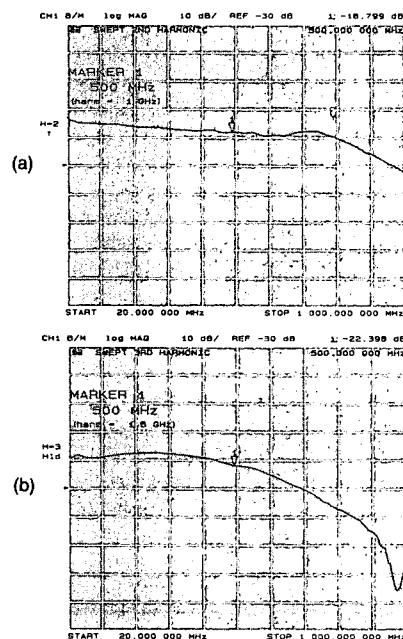 CH1 B/M log MAG 10 dB/ REF -30 dB 1:-18.799 dB
SWEPT 2ND HARMONIC 500.000 000 MHz
MARKER 1
500 MHz
(harm = 1 GHz)
H=2
(a)
START 20.000 000 MHz STOP 1 000.000 000 MHz
CH1 B/M log MAG 10 dB/ REF -30 dB 1:-22.398 dB
SWEPT 3RD HARMONIC 500.000 000 MHz
MARKER 1
500 MHz
(harm = 1.5 GHz)
H=3
Hld
(b)
START 20.000 000 MHz STOP 1 000.000 000 MHz